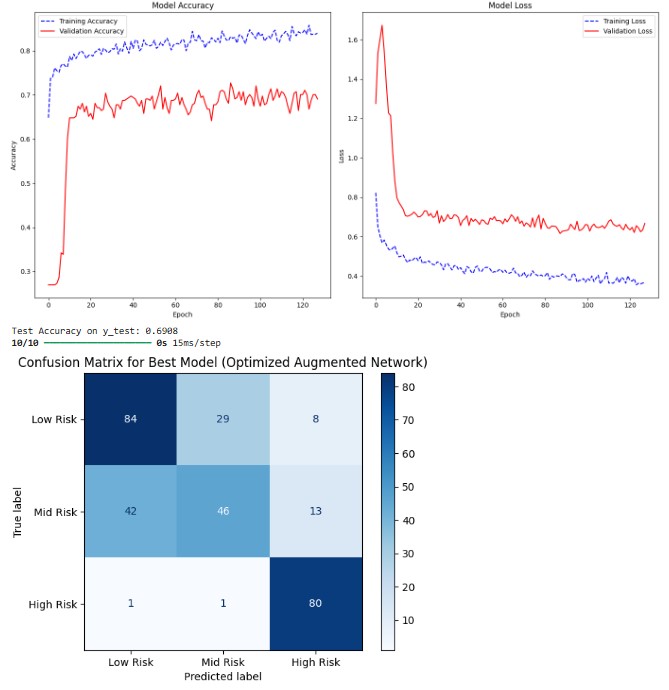 Model Accuracy
Training Accuracy
Validation Accuracy
0.8
0.7
0.6
0.5
0.4
0.3
Accuracy
0 20 40 60 80 100 120
Epoch
Model Loss
Training Loss
Validation Loss
1.6
1.4
1.2
1.0
0.8
0.6
0.4
Loss
0 20 40 60 80 100 120
Epoch
Test Accuracy on y_test: 0.6908
10/10 0s 15ms/step
Confusion Matrix for Best Model (Optimized Augmented Network)
True label
Low Risk 84 29 8
Mid Risk 42 46 13
High Risk 1 1 80
Low Risk Mid Risk High Risk
Predicted label
80
70
60
50
40
30
20
10